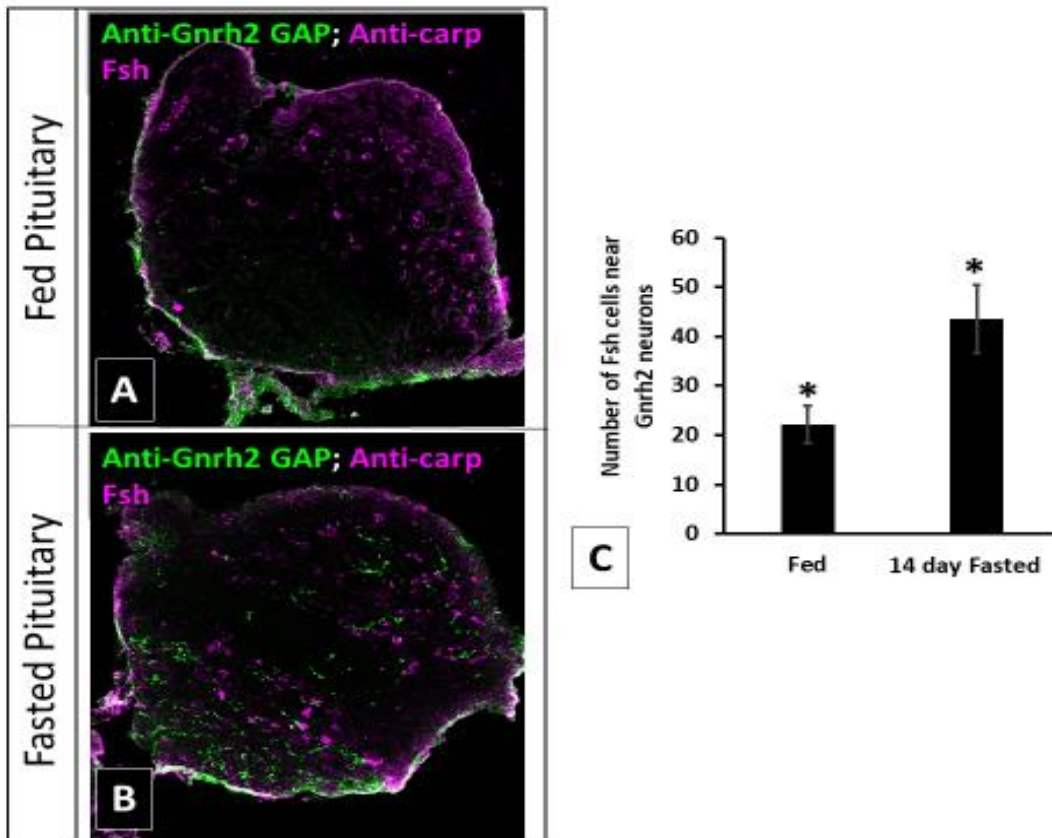 Fed Pituitary
Anti-Gnrh2 GAP; Anti-carp
Fsh
A
Fasted Pituitary
Anti-Gnrh2 GAP; Anti-carp
Fsh
B
Number of Fsh cells near
Gnrh2 neurons
60
50
40
30
20
10
0
*
*
Fed
14 day Fasted
C